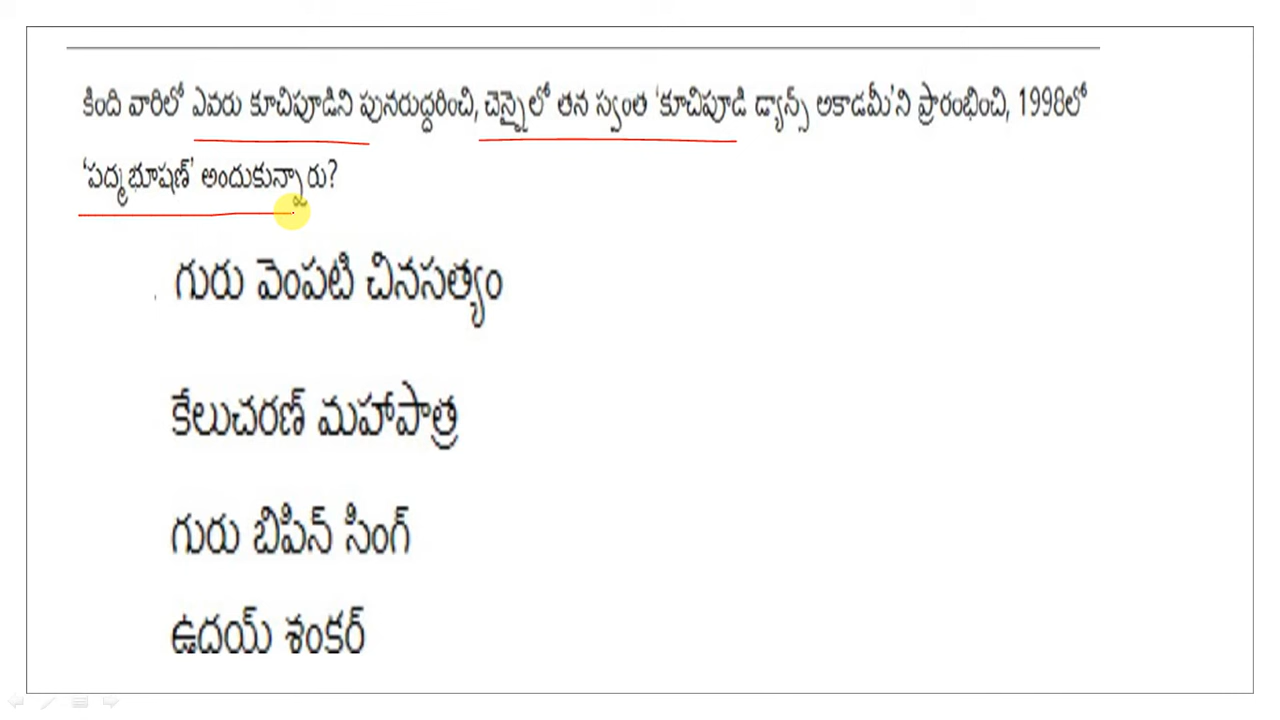 కింది వారిలో ఎవరు కూచిపూడిని పునరుద్ధరించి, చెన్నైలో తన స్వంత 'కూచిపూడి డ్యాన్స్ అకాడమీ'ని ప్రారంభించి, 1998లో
'పద్మభూషణ్' అందుకున్నారు?
గురు వెంపటి చినసత్యం
కేలుచరణ్ మహాపాత్ర
గురు బిపిన్ సింగ్
ఉదయ్ శంకర్